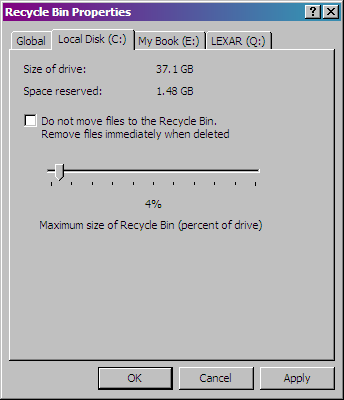 Recycle Bin Properties
Global Local Disk (C:) My Book (E:) LEXAR (Q:)
Size of drive: 37.1 GB
Space reserved: 1.48 GB
Do not move files to the Recycle Bin.
Remove files immediately when deleted
4%
Maximum size of Recycle Bin (percent of drive)
OK Cancel Apply